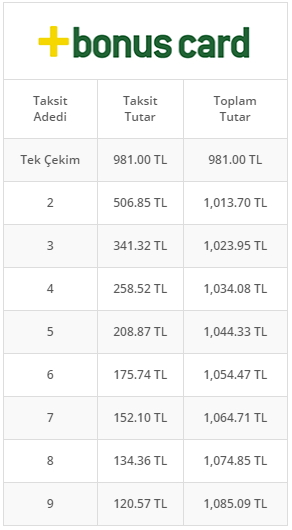 +bonus card
Taksit Adedi Taksit Tutar Toplam Tutar
Tek Çekim 981.00 TL 981.00 TL
2 506.85 TL 1,013.70 TL
3 341.32 TL 1,023.95 TL
4 258.52 TL 1,034.08 TL
5 208.87 TL 1,044.33 TL
6 175.74 TL 1,054.47 TL
7 152.10 TL 1,064.71 TL
8 134.36 TL 1,074.85 TL
9 120.57 TL 1,085.09 TL